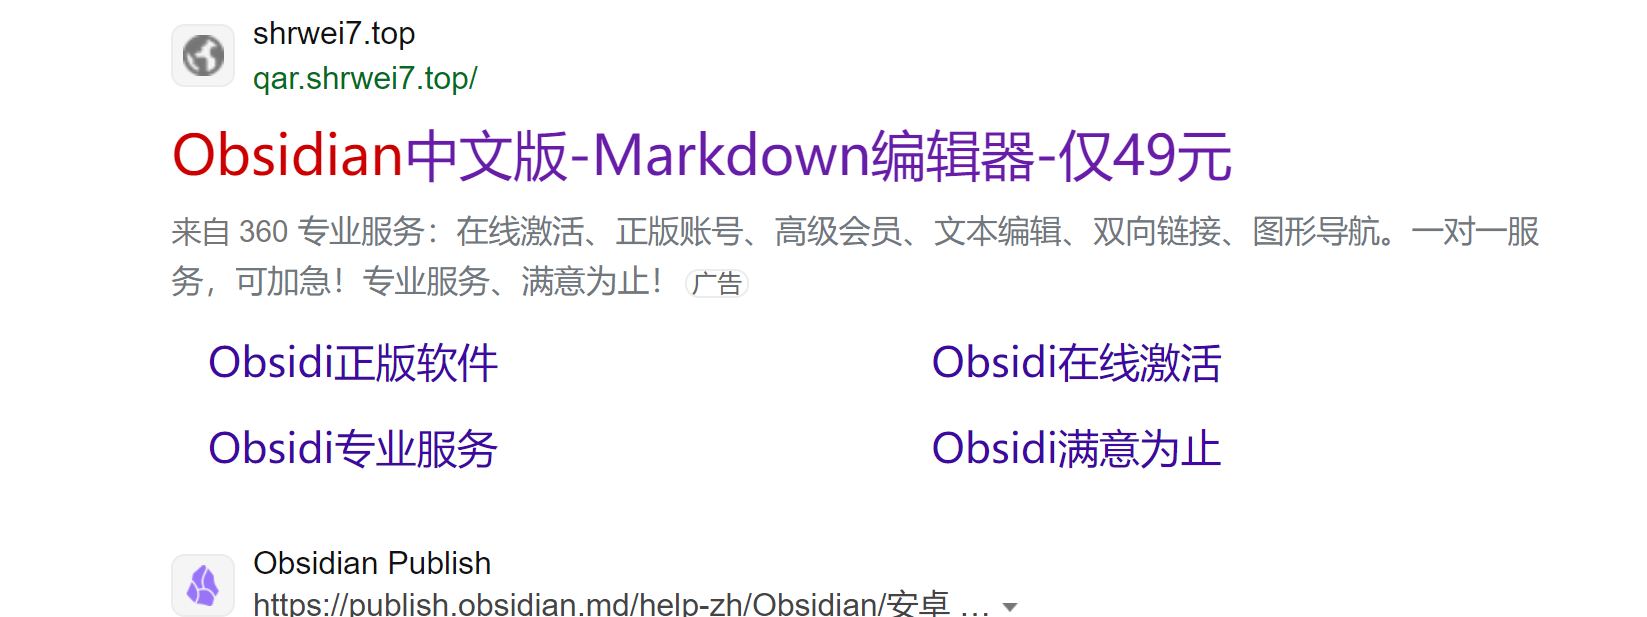 shrwei7.top
qar.shrwei7.top/
Obsidian中文版-Markdown编辑器-仅49元
来自 360 专业服务：在线激活、正版账号、高级会员、文本编辑、双向链接、图形导航。一对一服
务，可加急！专业服务、满意为止！ 广告
Obsidi正版软件 Obsidi在线激活
Obsidi专业服务 Obsidi满意为止
Obsidian Publish
https://publish.obsidian.md/help-zh/Obsidian/安卓 ...